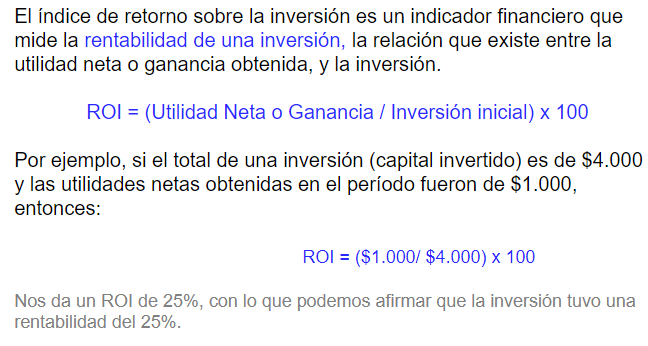 El índice de retorno sobre la inversión es un indicador financiero que
mide la rentabilidad de una inversión, la relación que existe entre la
utilidad neta o ganancia obtenida, y la inversión.
ROI = (Utilidad Neta o Ganancia / Inversión inicial) x 100
Por ejemplo, si el total de una inversión (capital invertido) es de $4.000
y las utilidades netas obtenidas en el período fueron de $1.000,
entonces:
ROI = ($1.000/ $4.000) x 100
Nos da un ROI de 25%, con lo que podemos afirmar que la inversión tuvo una
rentabilidad del 25%.